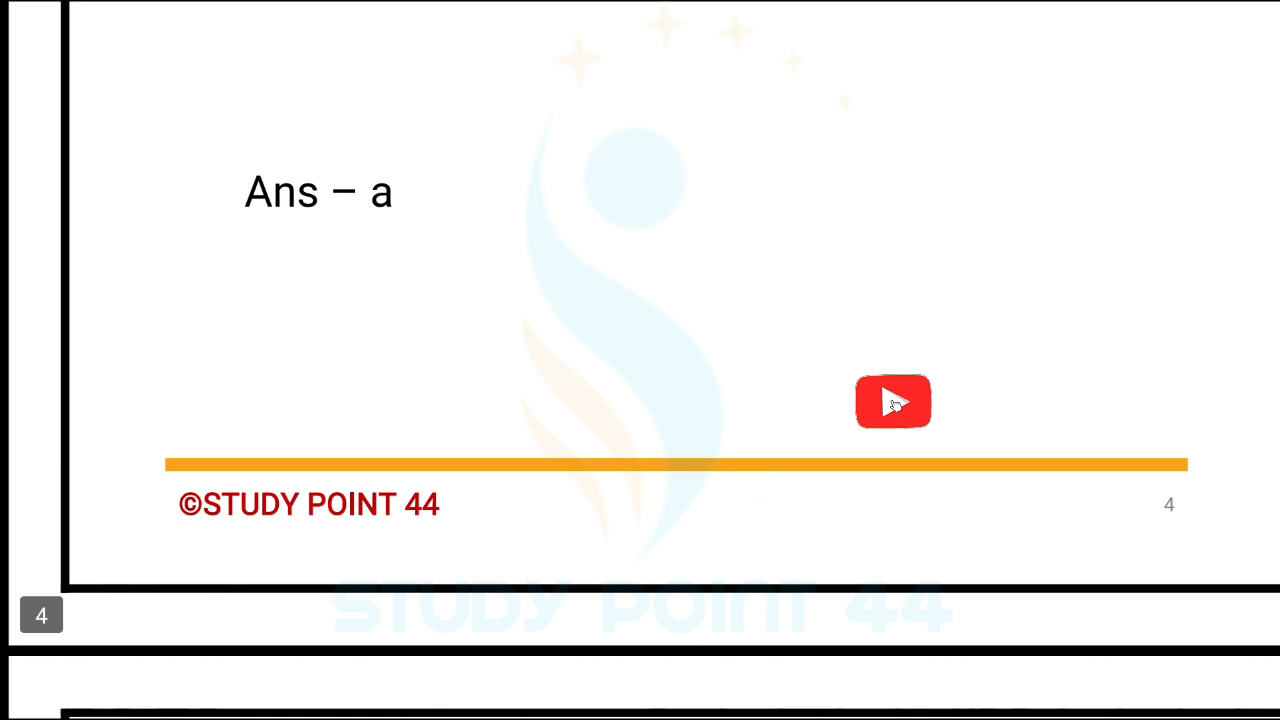 Ans – a
©STUDY POINT 44
4
4
STUDY POINT 44